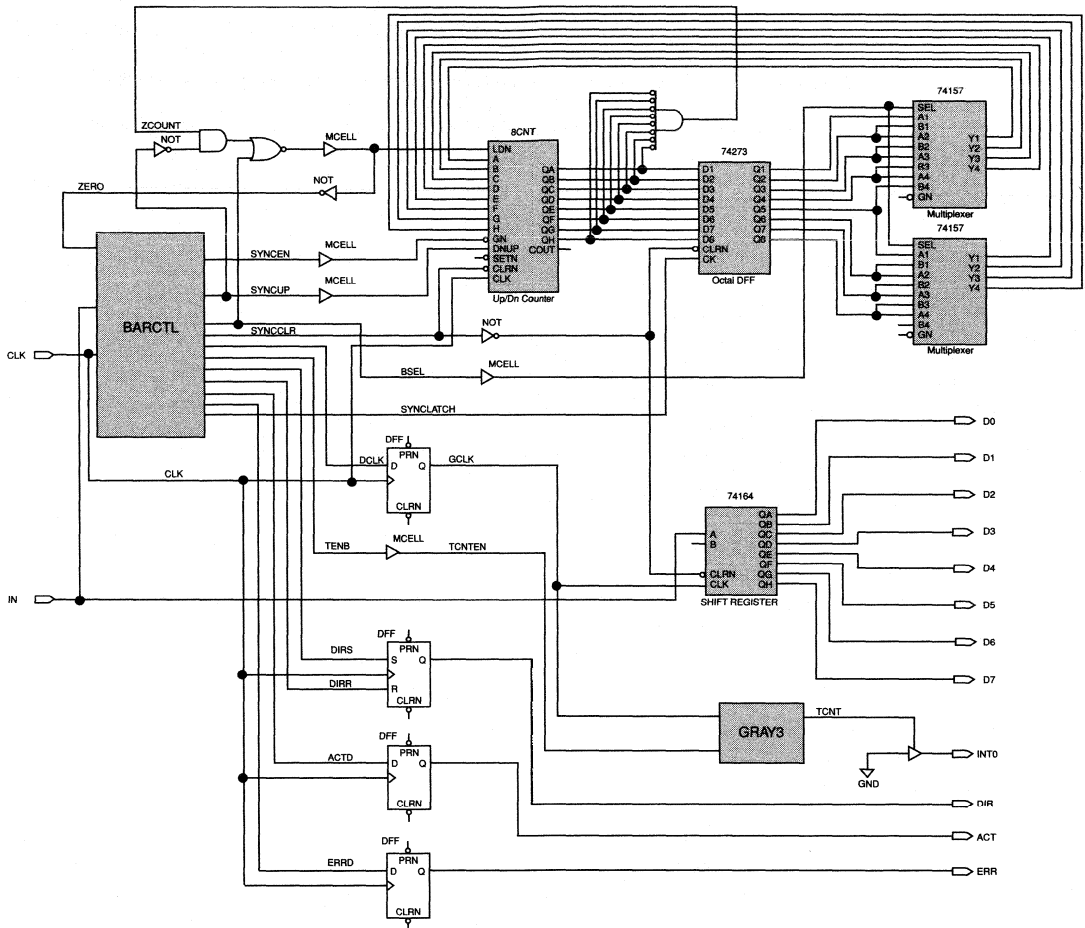 74157
SEL
A1
B1
A2
B2
A3
B3
A4
B4
GN
Y1
Y2
Y3
Y4
Multiplexer
74157
SEL
A1
B1
A2
B2
A3
B3
A4
B4
GN
Y1
Y2
Y3
Y4
Multiplexer
ZCOUNT
NOT
MCELL
NOT
ZERO
8CNT
LDN
A
B
C
D
E
F
G
H
GN
DNUP
SETN
CLRN
CLK
QA
QB
QC
QD
QE
QF
QG
QH
COUT
Up/Dn Counter
74273
D1
D2
D3
D4
D5
D6
D7
D8
CLRN
CK
Q1
Q2
Q3
Q4
Q5
Q6
Q7
Q8
Octal DFF
BARCTL
SYNCEN
MCELL
SYNCUP
MCELL
SYNCCLR
NOT
BSEL
MCELL
SYNCLATCH
CLK
CLK
IN
DFF
PRN
DCLK
D
Q
GCLK
CLRN
TENB
MCELL
TCNTEN
74164
A
B
CLRN
CLK
QA
QB
QC
QD
QE
QF
QG
QH
SHIFT REGISTER
D0
D1
D2
D3
D4
D5
D6
D7
DFF
PRN
DIRS
S
Q
DIRR
R
CLRN
GRAY3
TCNT
GND
INT0
DFF
PRN
ACTD
D
Q
CLRN
DIR
ACT
DFF
PRN
ERRD
D
Q
CLRN
ERR